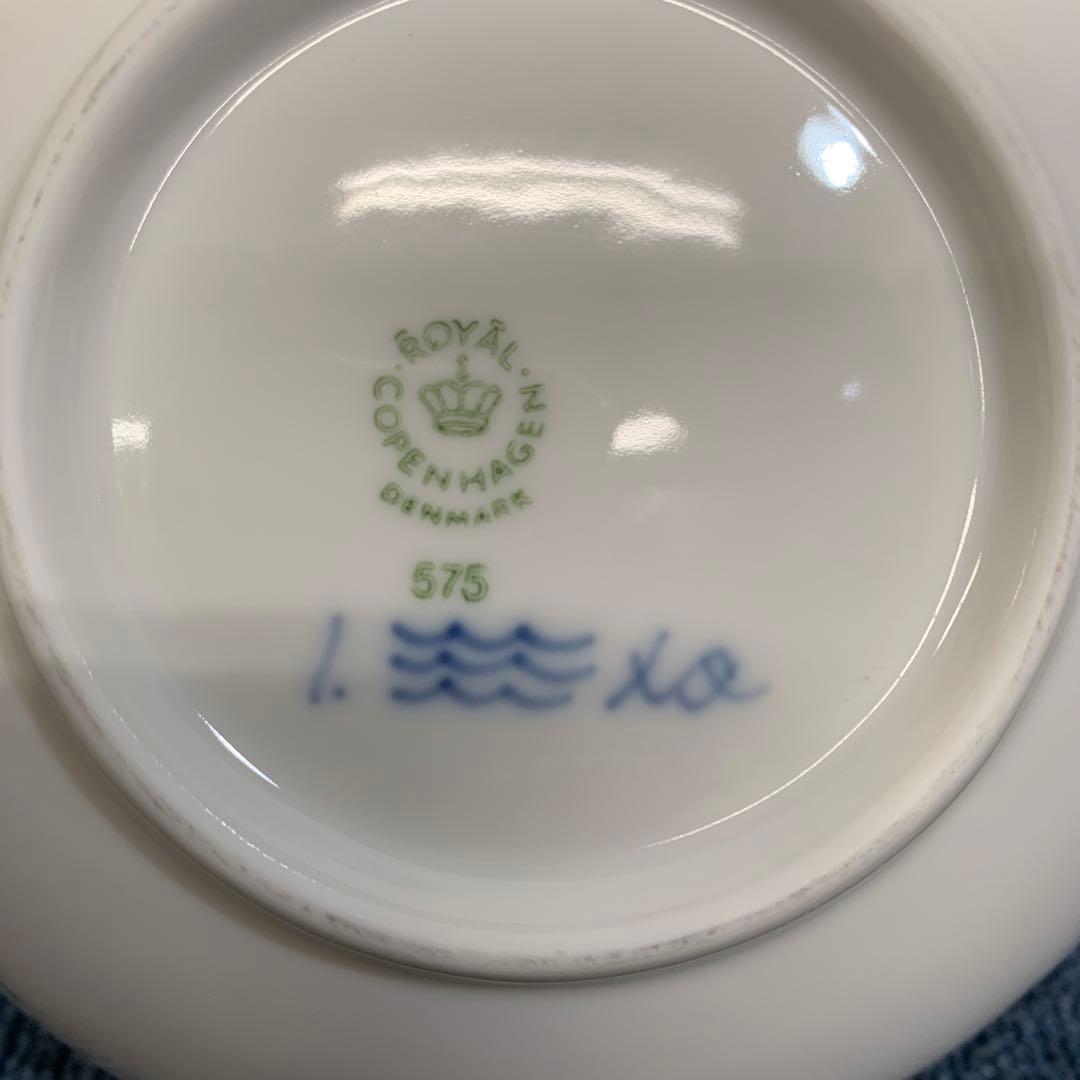 ROYAL
COPENHAGEN
DENMARK
575
1.